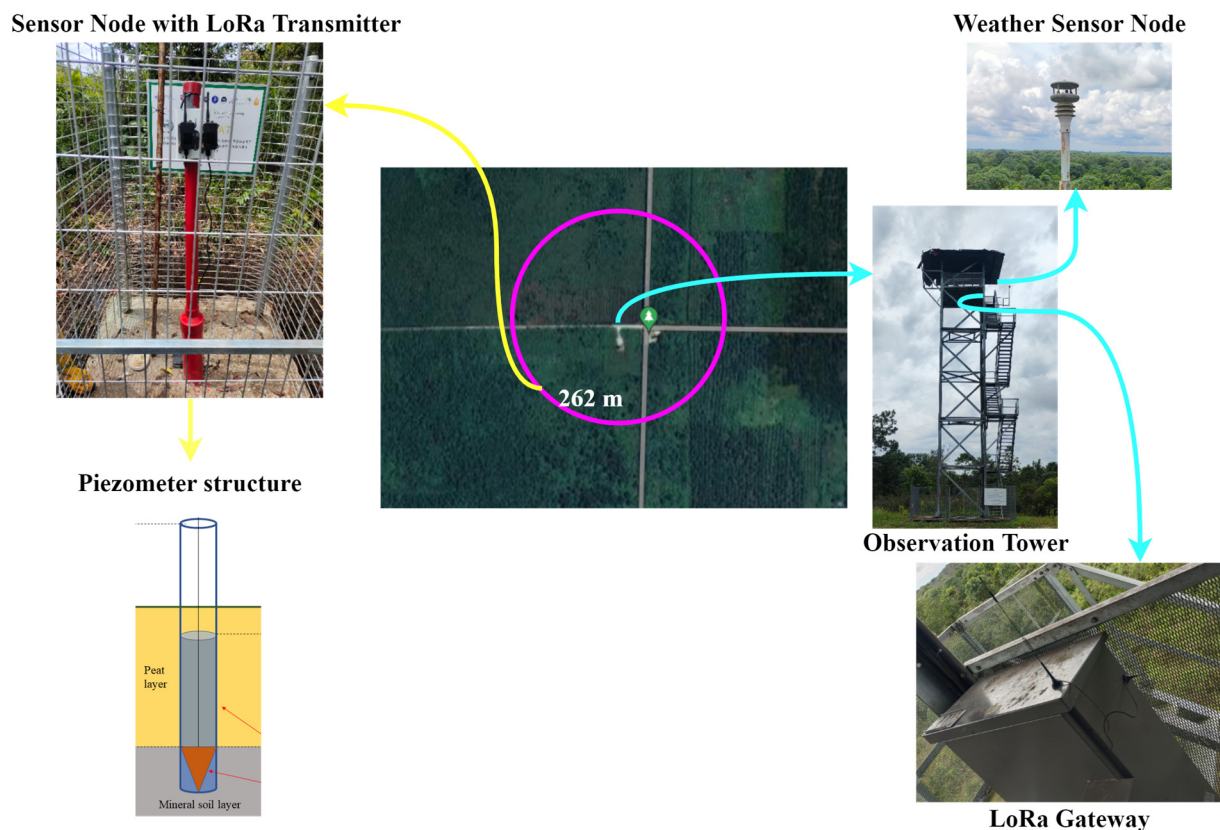 Sensor Node with LoRa Transmitter
Weather Sensor Node
262 m
Piezometer structure
Observation Tower
Peat
layer
Mineral soil layer
LoRa Gateway